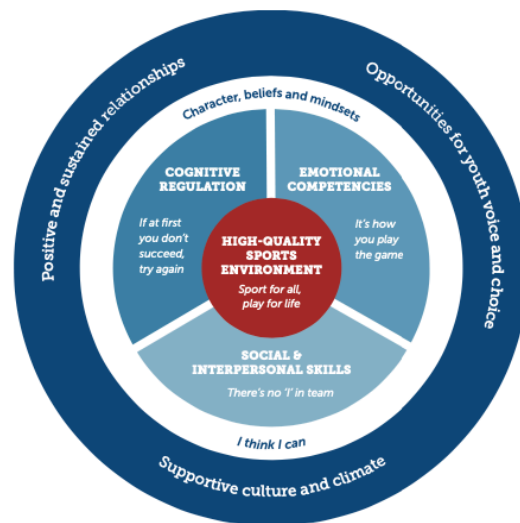 Positive and sustained relationships
Opportunities for youth voice and choice
Character, beliefs and mindsets
COGNITIVE
REGULATION
If at first
you don't
succeed,
try again
EMOTIONAL
COMPETENCIES
It's how
you play
the game
HIGH-QUALITY
SPORTS
ENVIRONMENT
Sport for all,
play for life
SOCIAL &
INTERPERSONAL SKILLS
There's no 'I' in team
I think I can
Supportive culture and climate